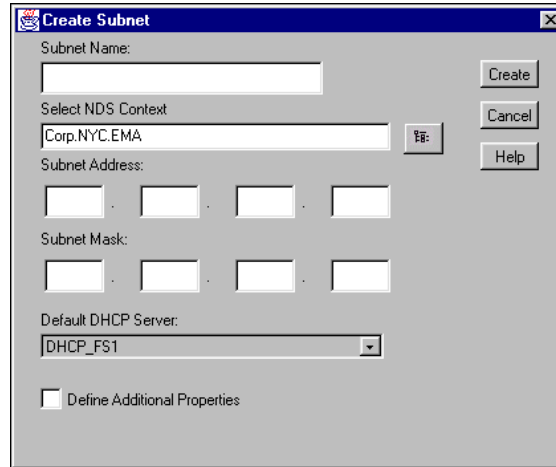 Create Subnet
Subnet Name:
Create
Select NDS Context
Cancel
Corp.NYC.EMA
Help
Subnet Address:
. . .
Subnet Mask:
. . .
Default DHCP Server:
DHCP_FS1
Define Additional Properties